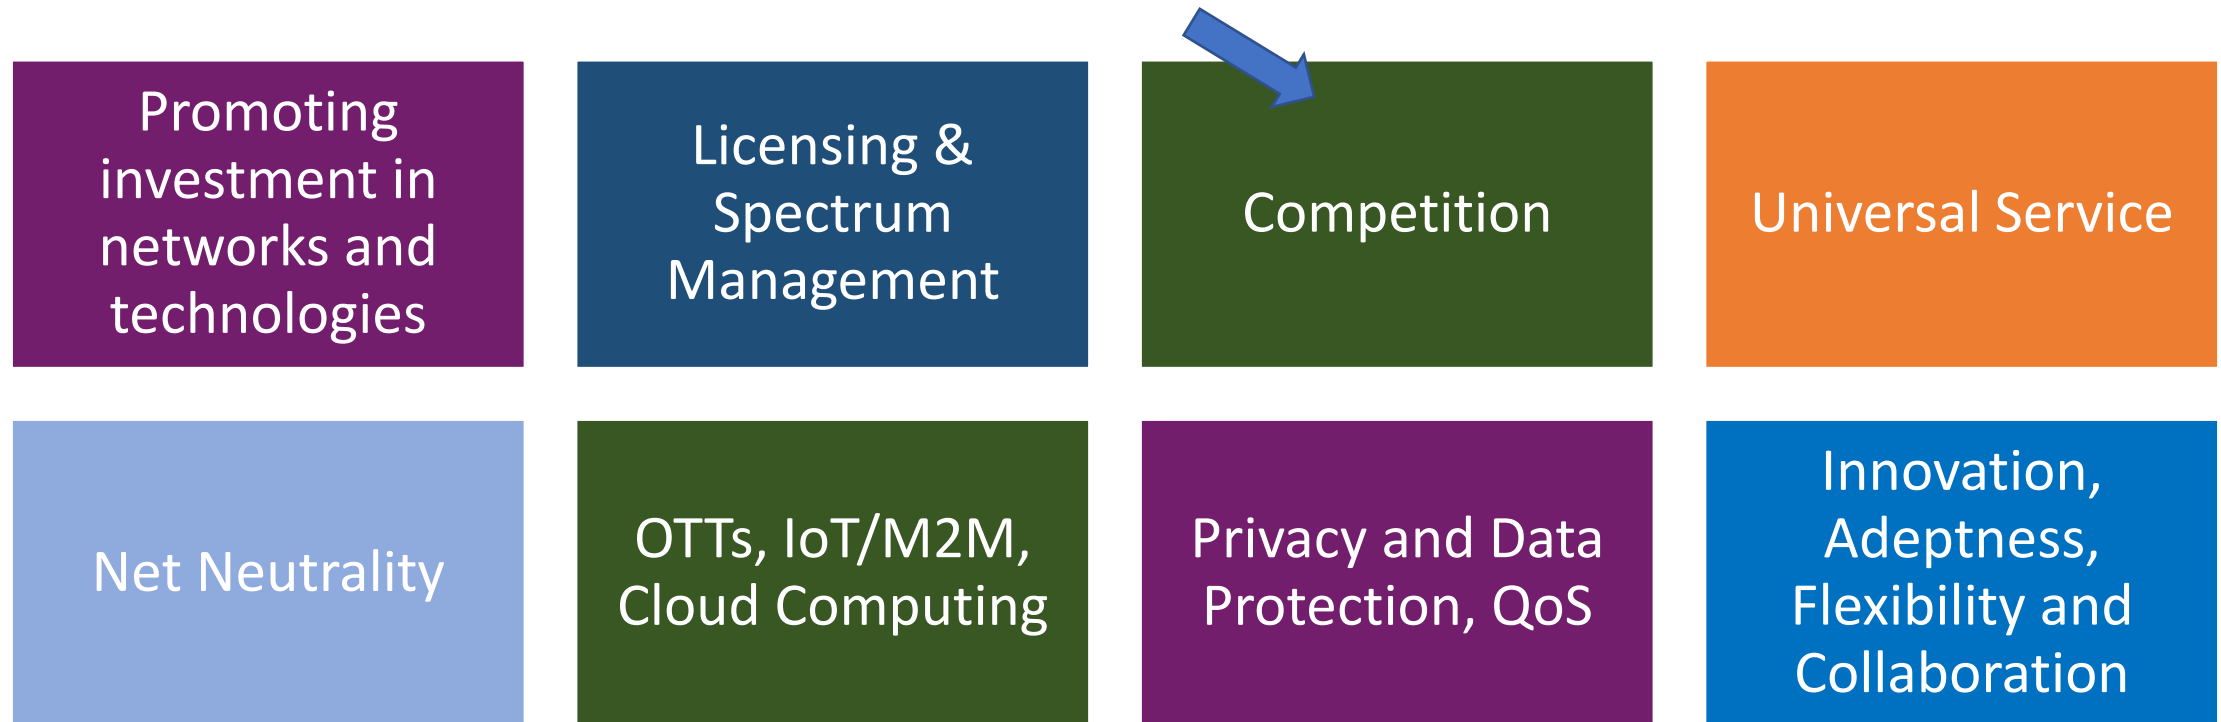 Promoting
investment in
networks and
technologies
Licensing &
Spectrum
Management
Competition
Universal Service
Net Neutrality
OTTs, IoT/M2M,
Cloud Computing
Privacy and Data
Protection, QoS
Innovation,
Adeptness,
Flexibility and
Collaboration